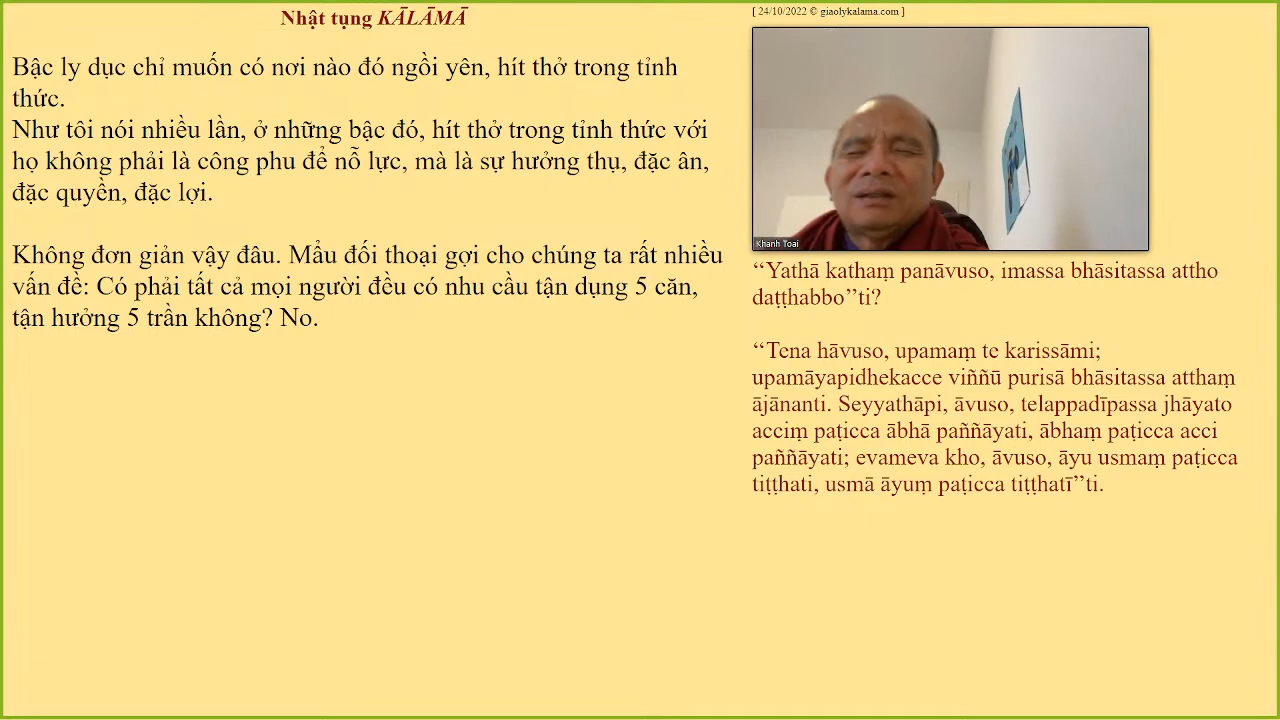 Nhật tụng KĀLĀMĀ
Bậc ly dục chỉ muốn có nơi nào đó ngồi yên, hít thở trong tỉnh
thức.
Như tôi nói nhiều lần, ở những bậc đó, hít thở trong tỉnh thức với
họ không phải là công phu để nỗ lực, mà là sự hưởng thụ, đặc ân,
đặc quyền, đặc lợi.
Không đơn giản vậy đâu. Mẩu đối thoại gợi cho chúng ta rất nhiều
vấn đề: Có phải tất cả mọi người đều có nhu cầu tận dụng 5 căn,
tận hưởng 5 trần không? No.
[ 24/10/2022 © giaolykalama.com ]
Khanh Toai
“Yathā kathaṃ panāvuso, imassa bhāsitassa attho
daṭṭhabbo”ti?
“Tena hāvuso, upamaṃ te karissāmi;
upamāyapidhekacce viññū purisā bhāsitassa atthaṃ
ājānanti. Seyyathāpi, āvuso, telappadīpassa jhāyato
acciṃ paṭicca ābhā paññāyati, ābhaṃ paṭicca acci
paññāyati; evameva kho, āvuso, āyu usmaṃ paṭicca
tiṭṭhati, usmā āyuṃ paṭicca tiṭṭhatī”ti.